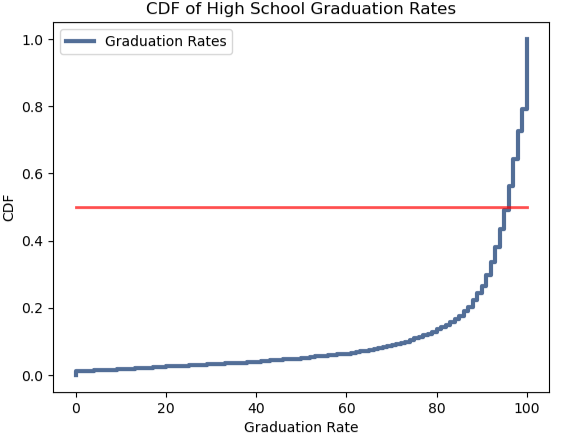 CDF of High School Graduation Rates
Graduation Rates
1.0
0.8
0.6
0.4
0.2
0.0
CDF
0 20 40 60 80 100
Graduation Rate